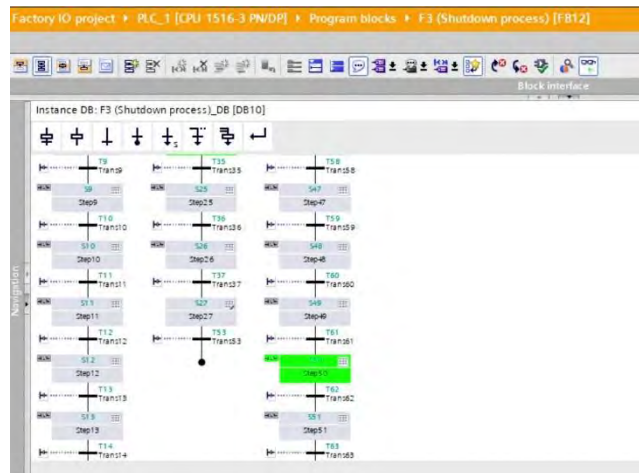 Factory IO project ▸ PLC_1 [CPU 1516-3 PN/DP] ▸ Program blocks ▸ F3 (Shutdown process) [FB12]
Block interface
Instance DB: F3 (Shutdown process)_DB [DB10]
Navigation
T9 T35 T58
Trans9 Trans35 Trans58
S9 S25 S47
Step9 Step25 Step47
T10 T36 T59
Trans10 Trans36 Trans59
S10 S26 S48
Step10 Step26 Step48
T11 T37 T60
Trans11 Trans37 Trans60
S11 S27 S49
Step11 Step27 Step49
T12 T53 T61
Trans12 Trans53 Trans61
S12
Step12 Step50
T13 T62
Trans13 Trans62
S13 S51
Step13 Step51
T14 T63
Trans14 Trans63